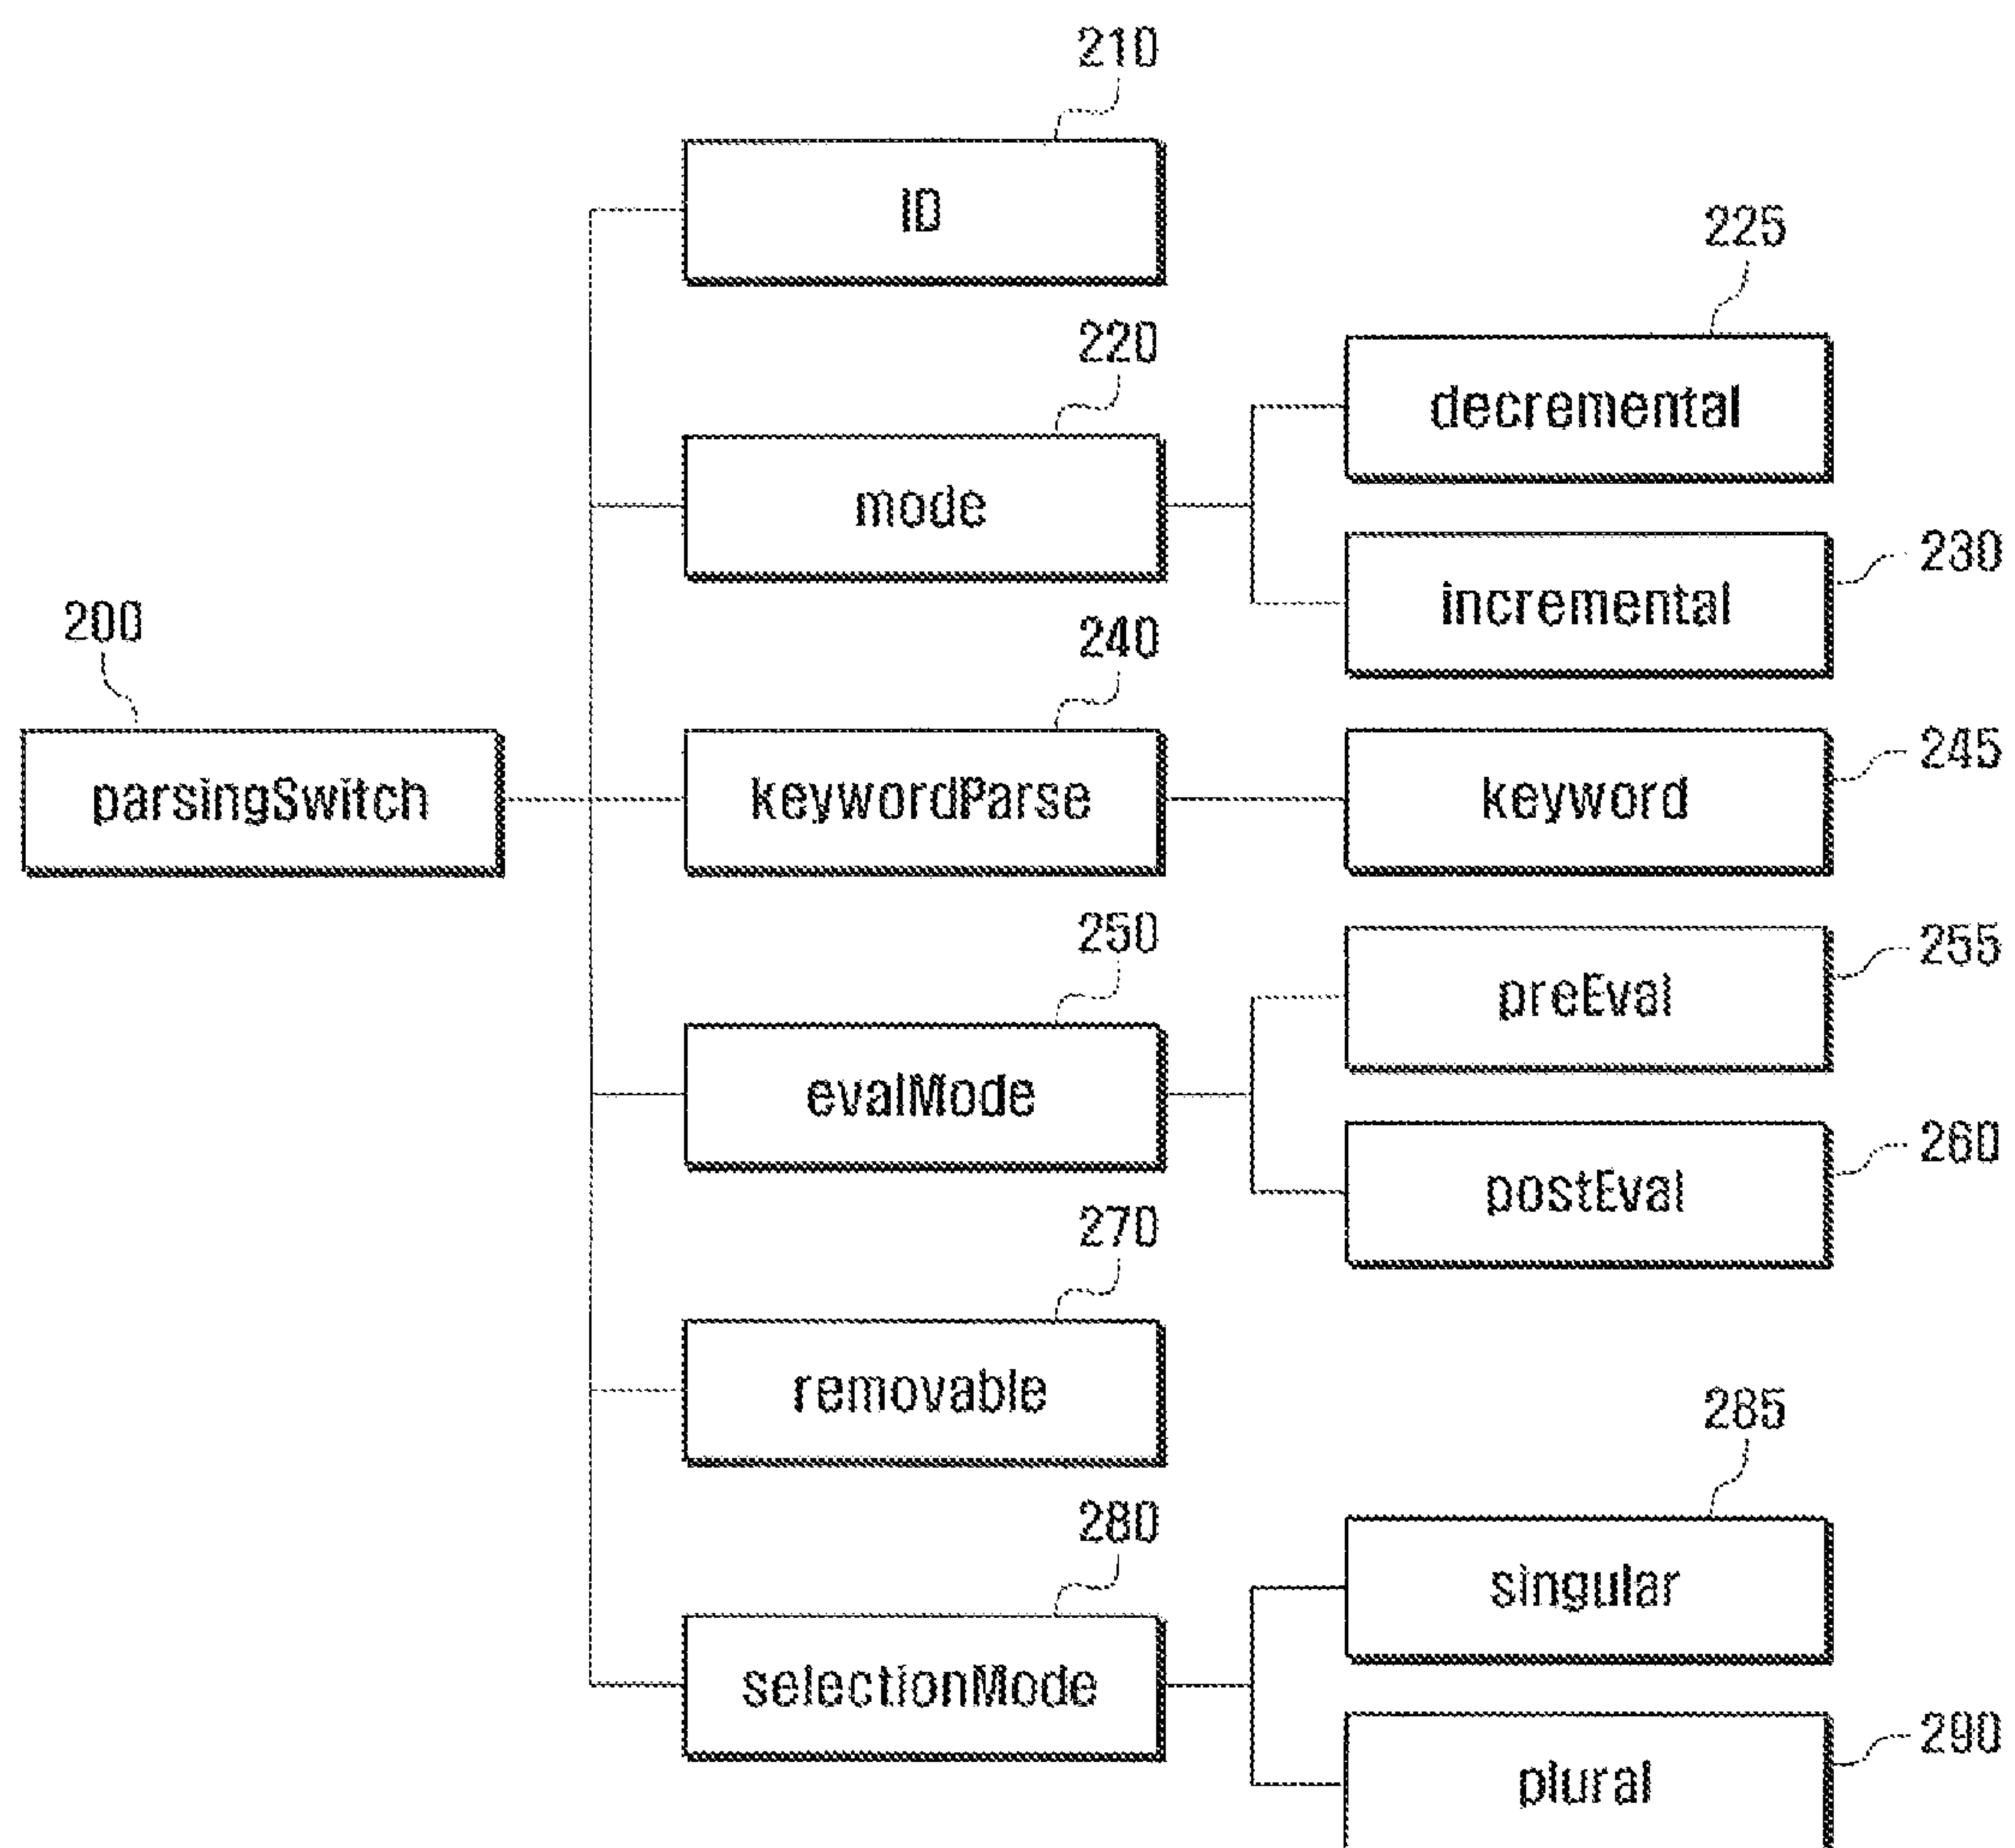 210
ID
225
220
decremental
mode
230
incremental
200
240
245
parsingSwitch
keywordParse
keyword
250
255
preEval
evalMode
260
postEval
270
removable
285
280
singular
selectionMode
290
plural